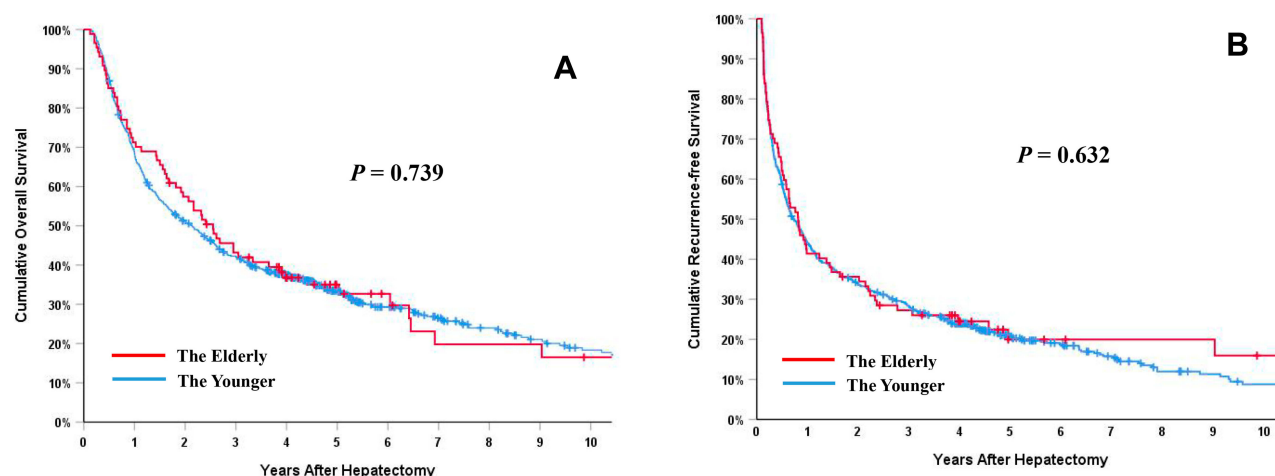 A
Cumulative Overall Survival
100%
90%
80%
70%
60%
50%
40%
30%
20%
10%
0%
P = 0.739
The Elderly
The Younger
0 1 2 3 4 5 6 7 8 9 10
Years After Hepatectomy
B
Cumulative Recurrence-free Survival
100%
90%
80%
70%
60%
50%
40%
30%
20%
10%
0%
P = 0.632
The Elderly
The Younger
0 1 2 3 4 5 6 7 8 9 10
Years After Hepatectomy